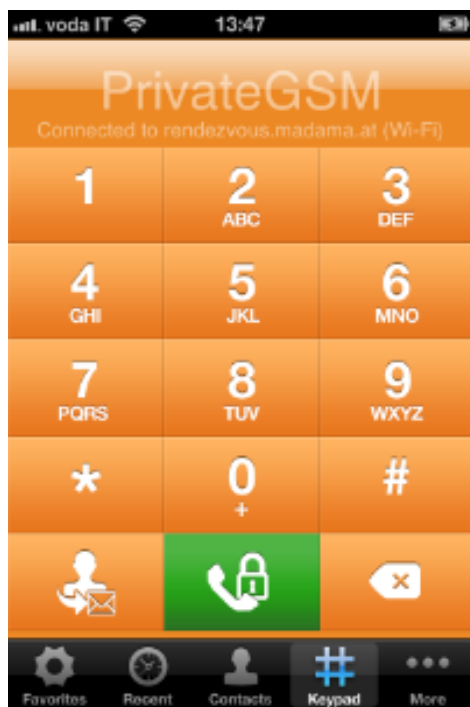 voda IT 13:47
PrivateGSM
Connected to rendezvous.madama.at (Wi-Fi)
1 2 3
ABC DEF
4 5 6
GHI JKL MNO
7 8 9
PQRS TUV WXYZ
* 0 #
+
Favorites Recent Contacts Keypad More